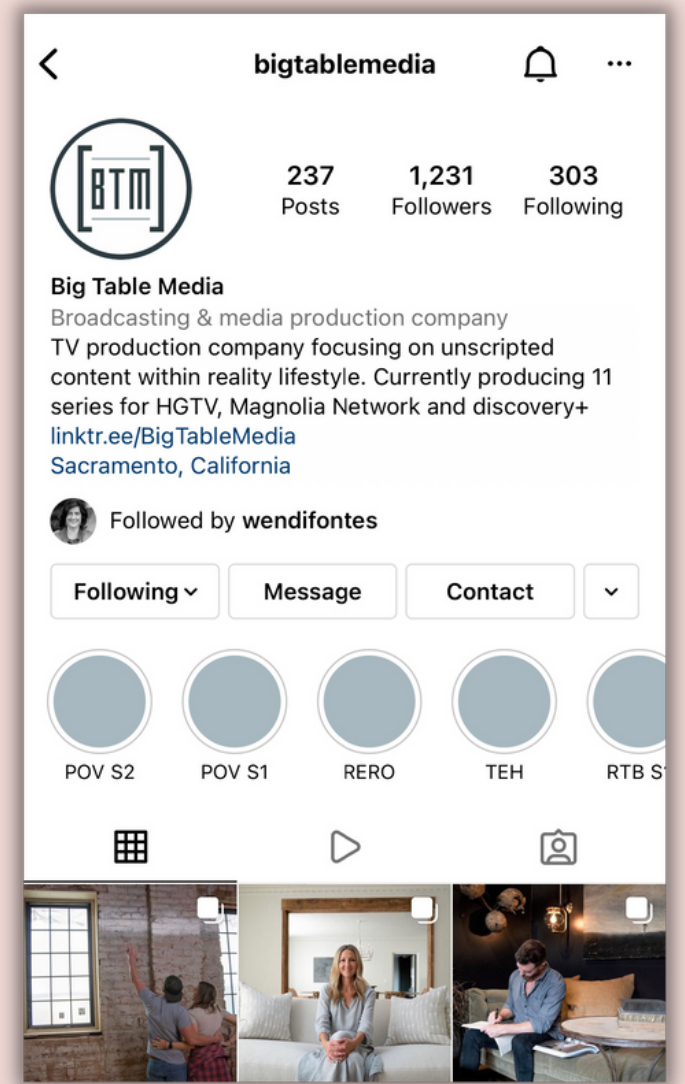 bigtablemedia
BTM
237 1,231 303
Posts Followers Following
Big Table Media
Broadcasting & media production company
TV production company focusing on unscripted
content within reality lifestyle. Currently producing 11
series for HGTV, Magnolia Network and discovery+
linktr.ee/BigTableMedia
Sacramento, California
Followed by wendifontes
Following Message Contact
POV S2 POV S1 RERO TEH RTB